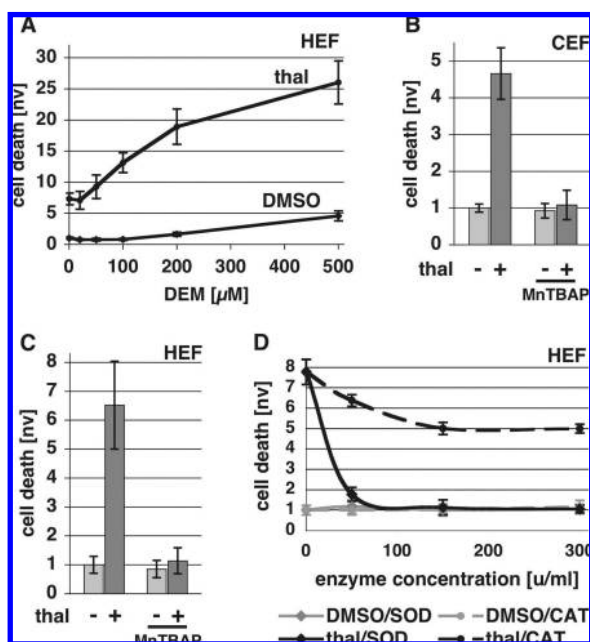 A HEF
30
25
20
15
10
5
0
cell death [nv]
thal
DMSO
0 100 200 300 400 500
DEM [µM]
B CEF
5
4
3
2
1
0
cell death [nv]
thal - + - +
MnTBAP
C HEF
8
7
6
5
4
3
2
1
0
cell death [nv]
thal - + - +
MnTBAP
D HEF
8
7
6
5
4
3
2
1
0
cell death [nv]
0 100 200 300
enzyme concentration [u/ml]
DMSO/SOD DMSO/CAT
thal/SOD thal/CAT